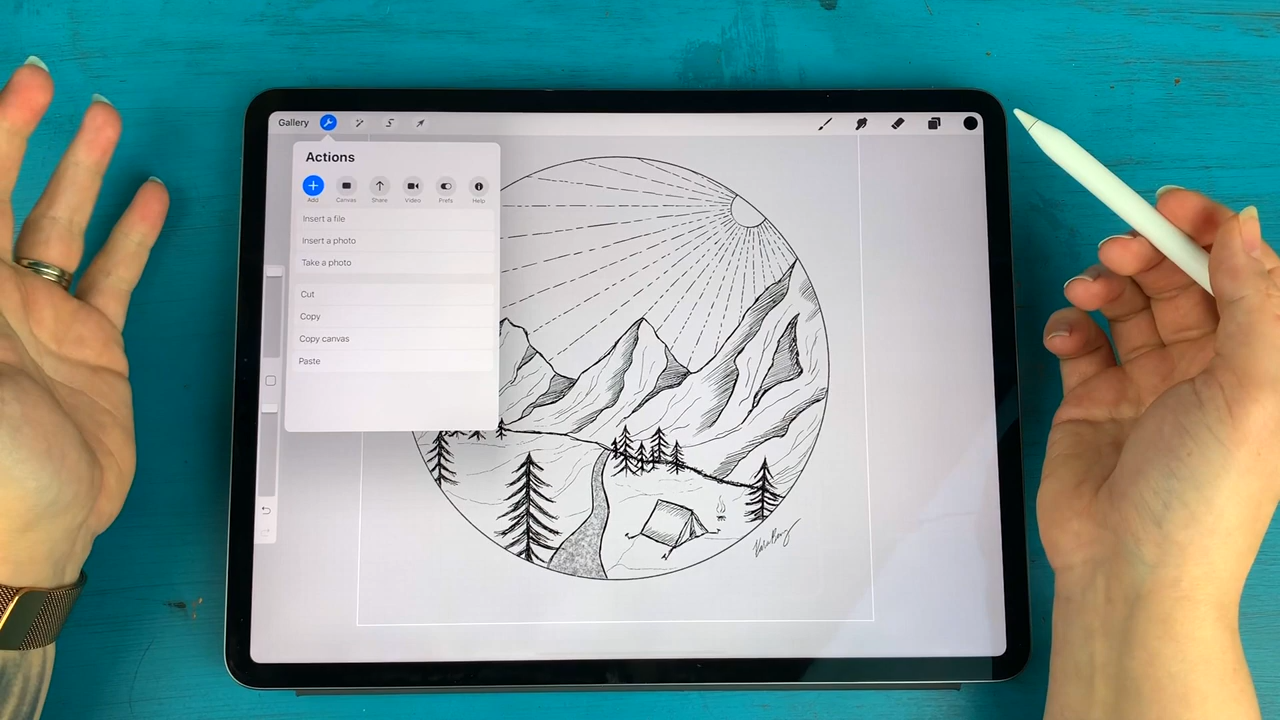 Gallery
Actions
Add Canvas Share Video Prefs Help
Insert a file
Insert a photo
Take a photo
Cut
Copy
Copy canvas
Paste